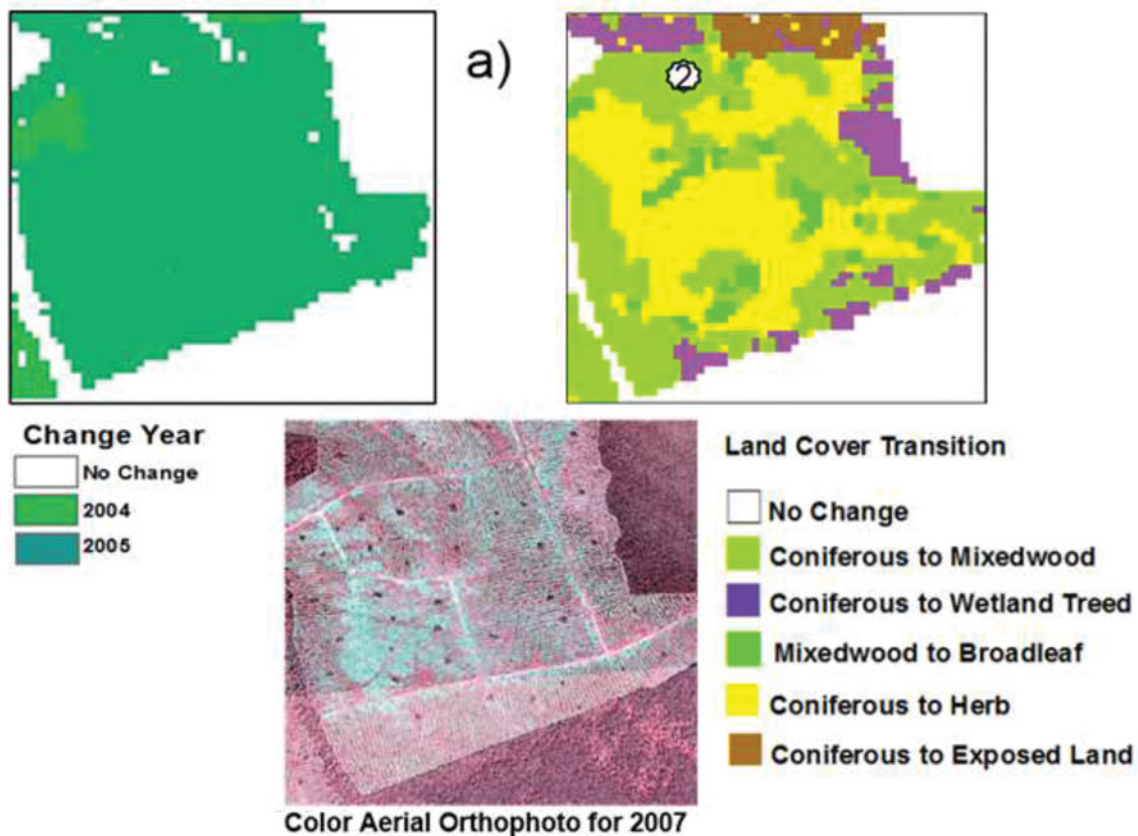 a)
2
Change Year
No Change
2004
2005
Land Cover Transition
No Change
Coniferous to Mixedwood
Coniferous to Wetland Treed
Mixedwood to Broadleaf
Coniferous to Herb
Coniferous to Exposed Land
Color Aerial Orthophoto for 2007